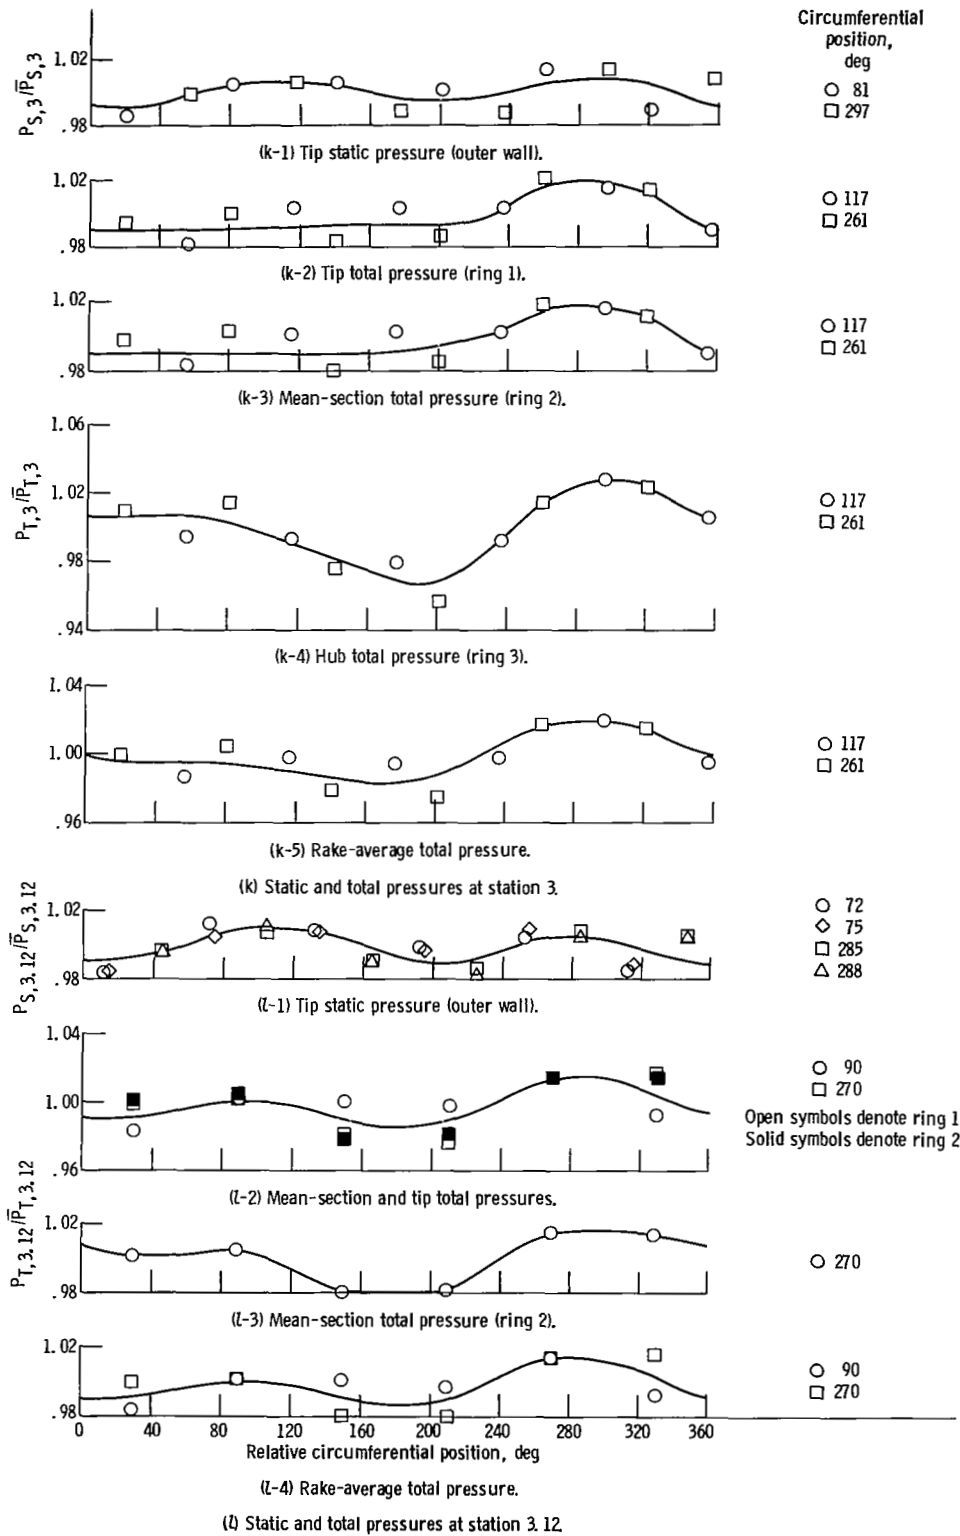 Circumferential
position,
deg
P_S,3/P̅_S,3
1.02
.98
○ 81
□ 297
(k-1) Tip static pressure (outer wall).
1.02
.98
○ 117
□ 261
(k-2) Tip total pressure (ring 1).
P_T,3/P̅_T,3
1.02
.98
○ 117
□ 261
(k-3) Mean-section total pressure (ring 2).
1.06
1.02
.98
.94
○ 117
□ 261
(k-4) Hub total pressure (ring 3).
1.04
1.00
.96
○ 117
□ 261
(k-5) Rake-average total pressure.
(k) Static and total pressures at station 3.
P_S,3.12/P̅_S,3.12
1.02
.98
○ 72
◇ 75
□ 285
△ 288
(l-1) Tip static pressure (outer wall).
P_T,3.12/P̅_T,3.12
1.04
1.00
.96
○ 90
□ 270
Open symbols denote ring 1
Solid symbols denote ring 2
(l-2) Mean-section and tip total pressures.
1.02
.98
○ 270
(l-3) Mean-section total pressure (ring 2).
1.02
.98
○ 90
□ 270
0 40 80 120 160 200 240 280 320 360
Relative circumferential position, deg
(l-4) Rake-average total pressure.
(l) Static and total pressures at station 3.12